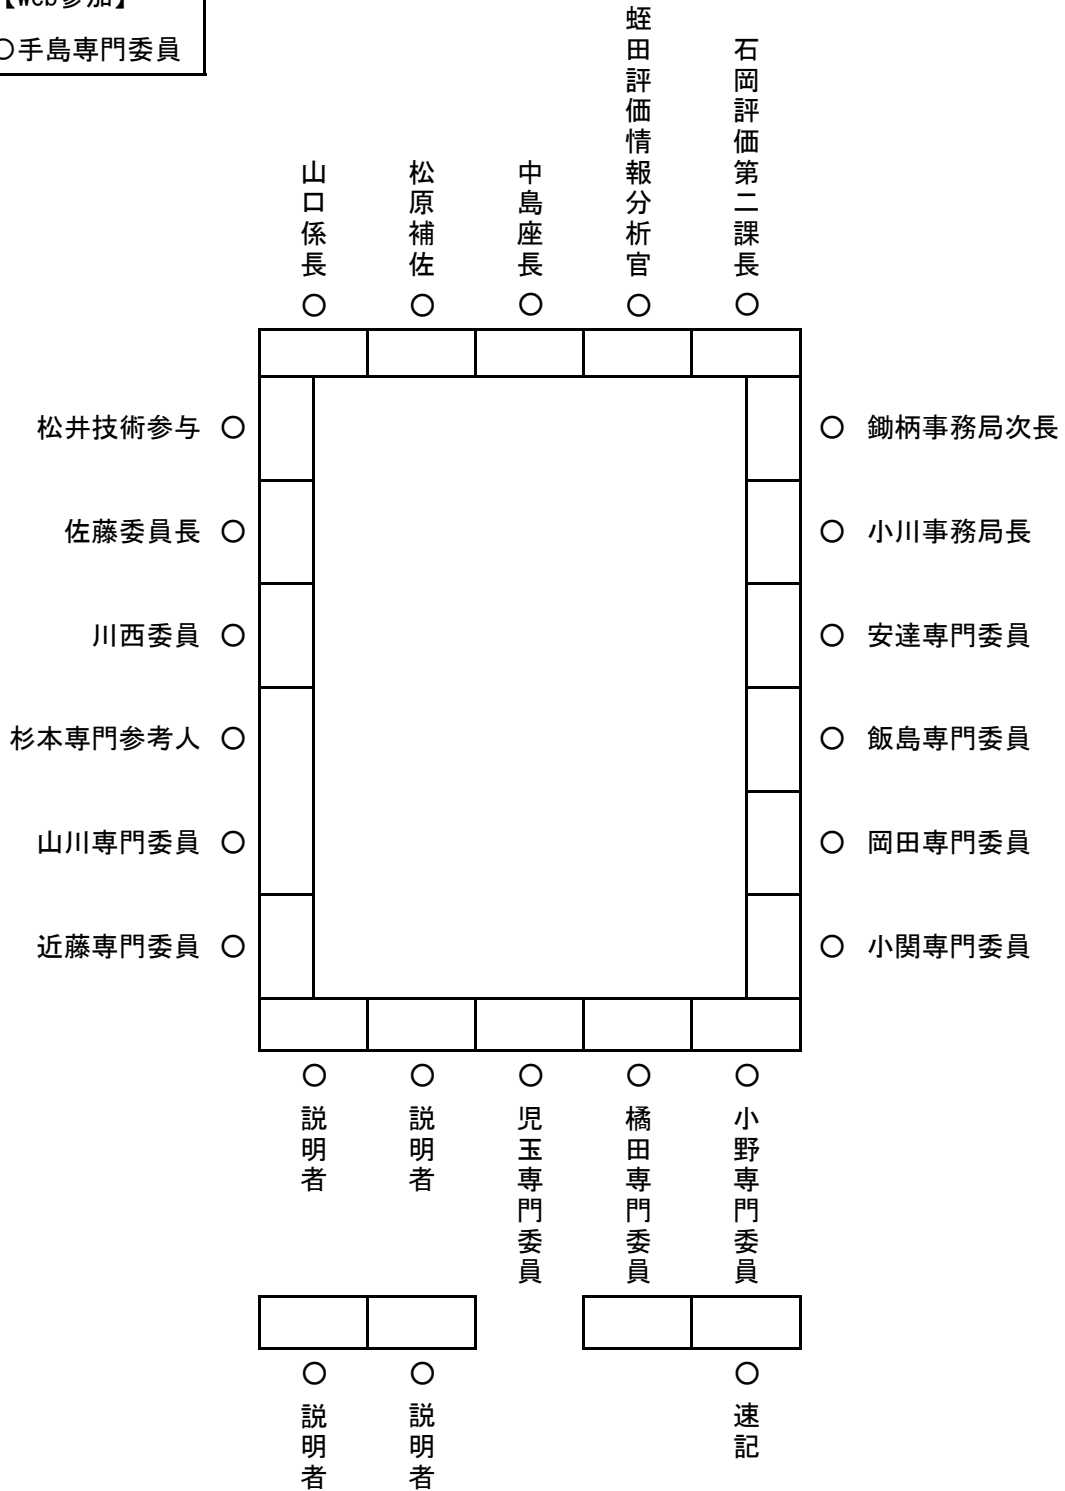 【Web参加】
○手島専門委員
山口係長
○
松原補佐
○
中島座長
○
蛭田評価情報分析官
○
石岡評価第二課長
○
松井技術参与 ○
○ 鋤柄事務局次長
佐藤委員長 ○
○ 小川事務局長
川西委員 ○
○ 安達専門委員
杉本専門参考人 ○
○ 飯島専門委員
山川専門委員 ○
○ 岡田専門委員
近藤専門委員 ○
○ 小関専門委員
○
説明者
○
説明者
○
児玉専門委員
○
橘田専門委員
○
小野専門委員
○
説明者
○
説明者
○
速記